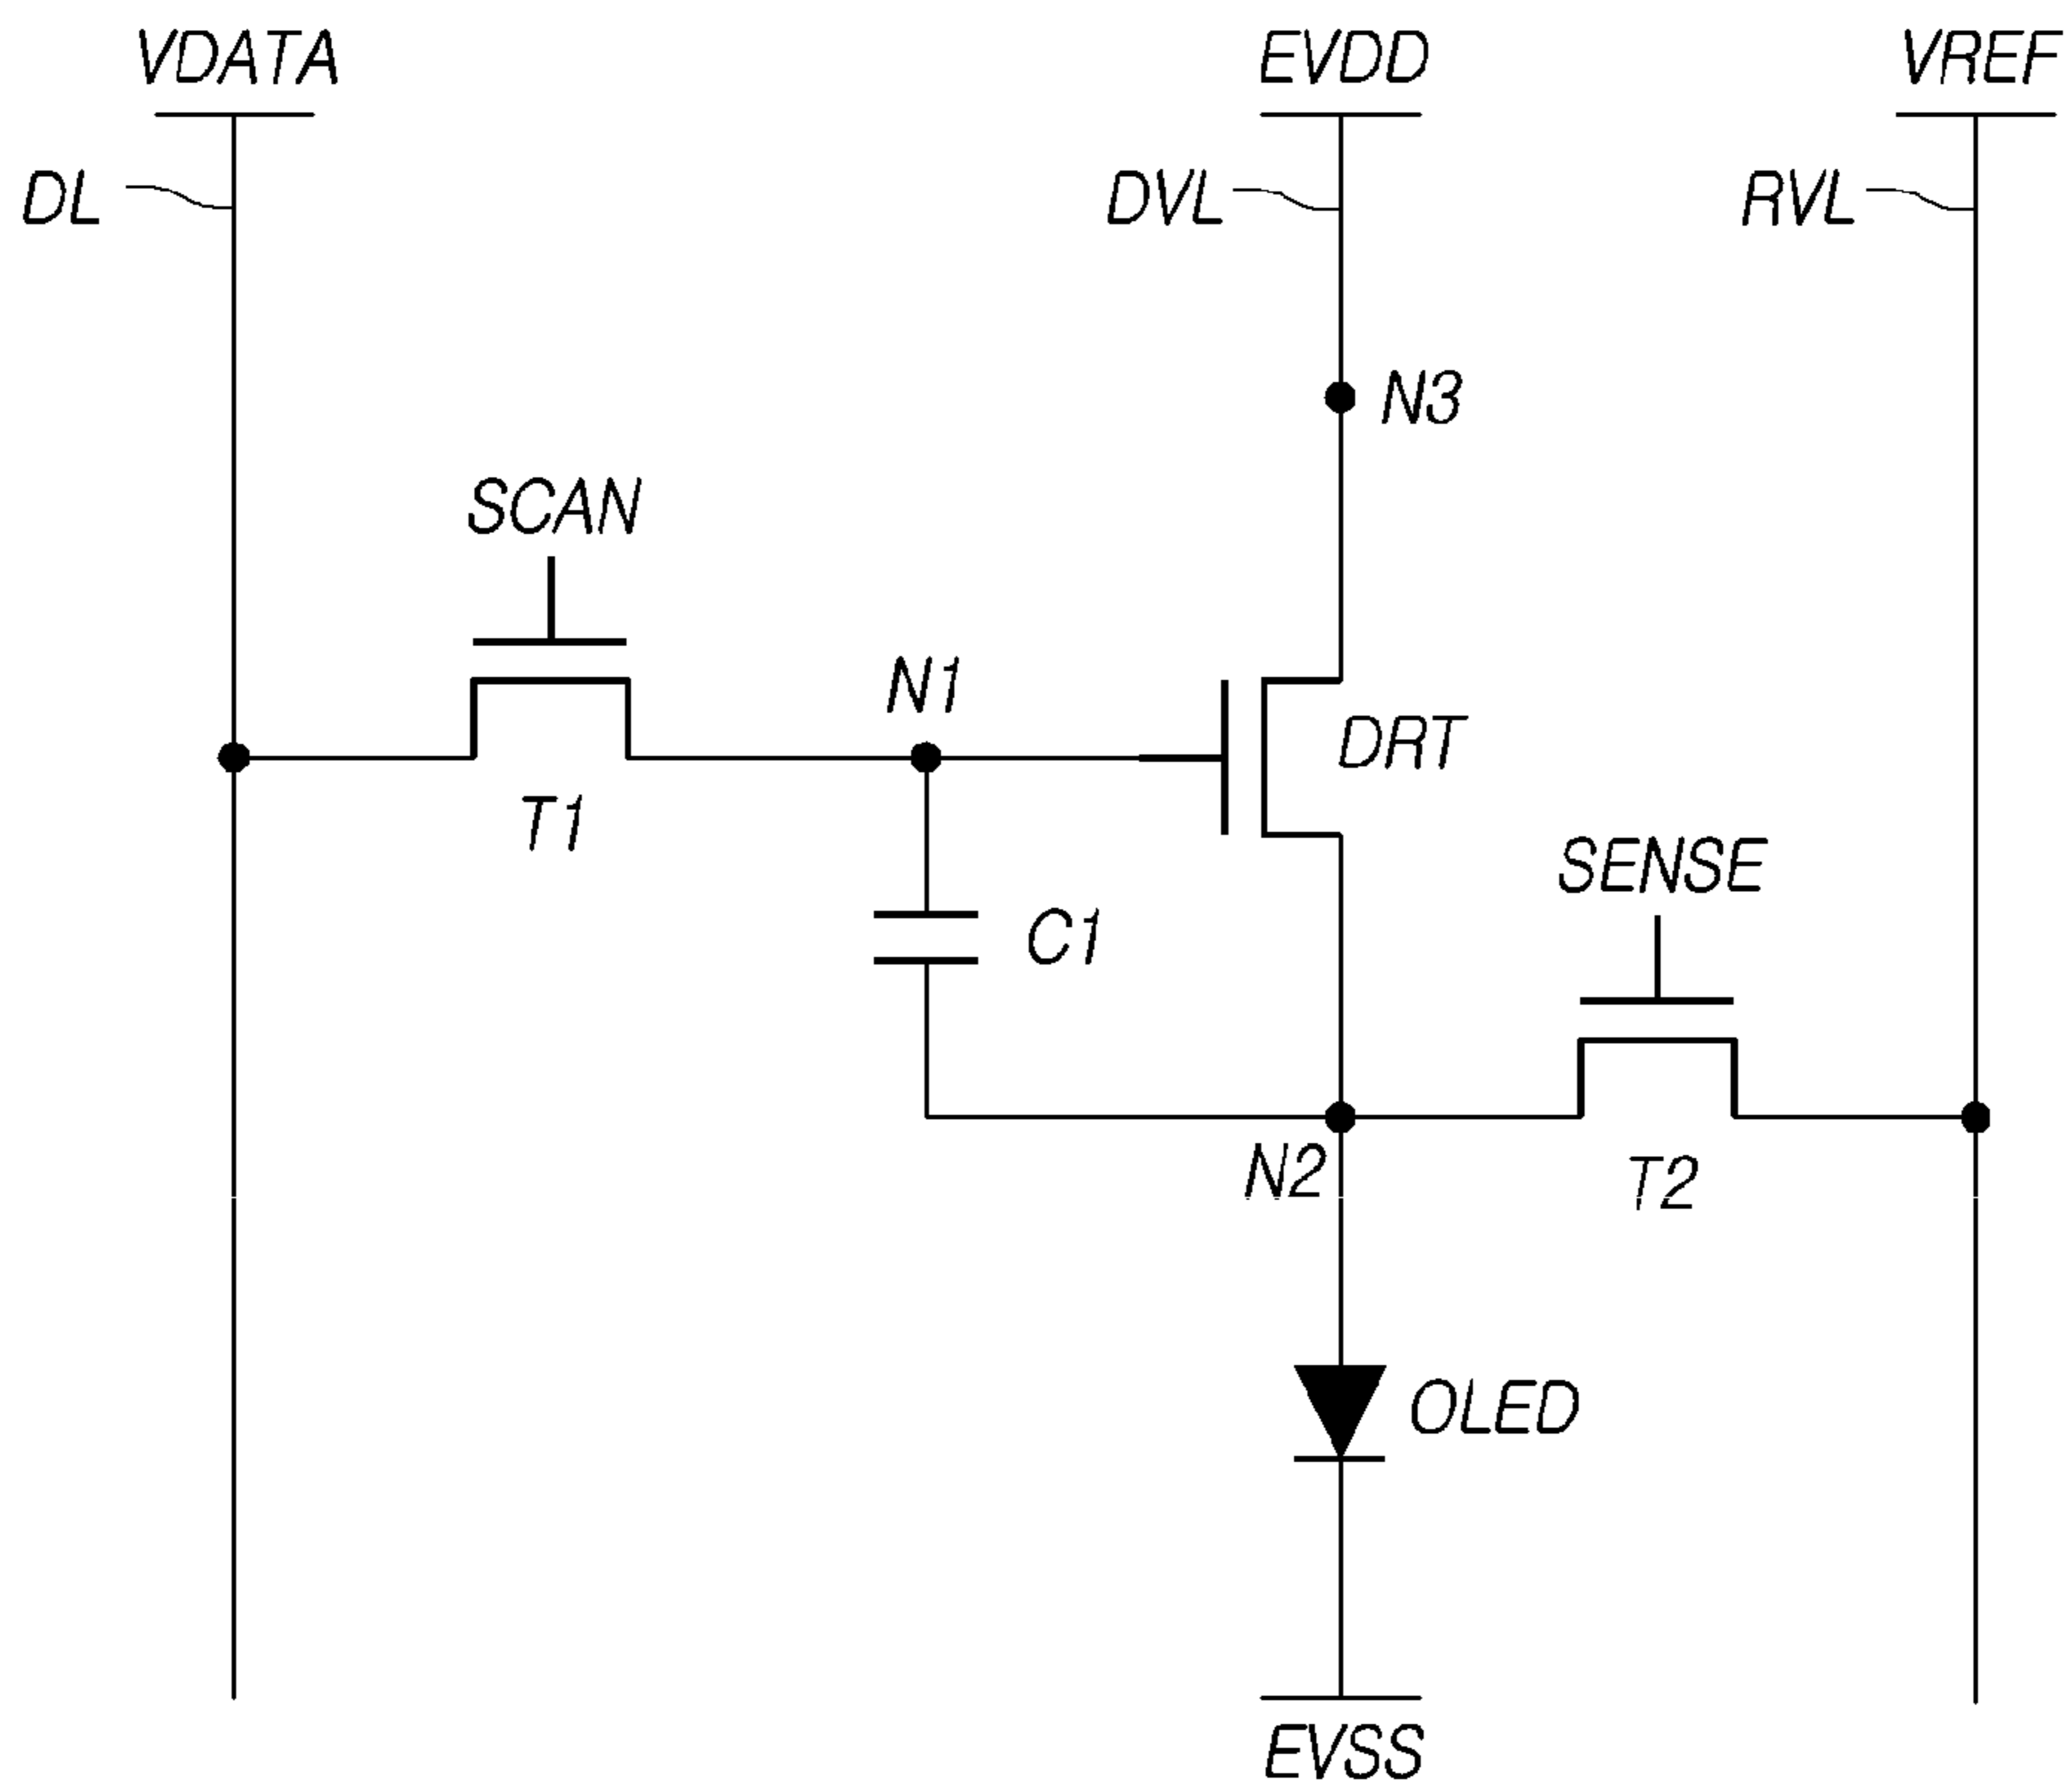 VDATA
EVDD
VREF
DL
DVL
RVL
N3
SCAN
N1
DRT
T1
SENSE
C1
N2
T2
OLED
EVSS